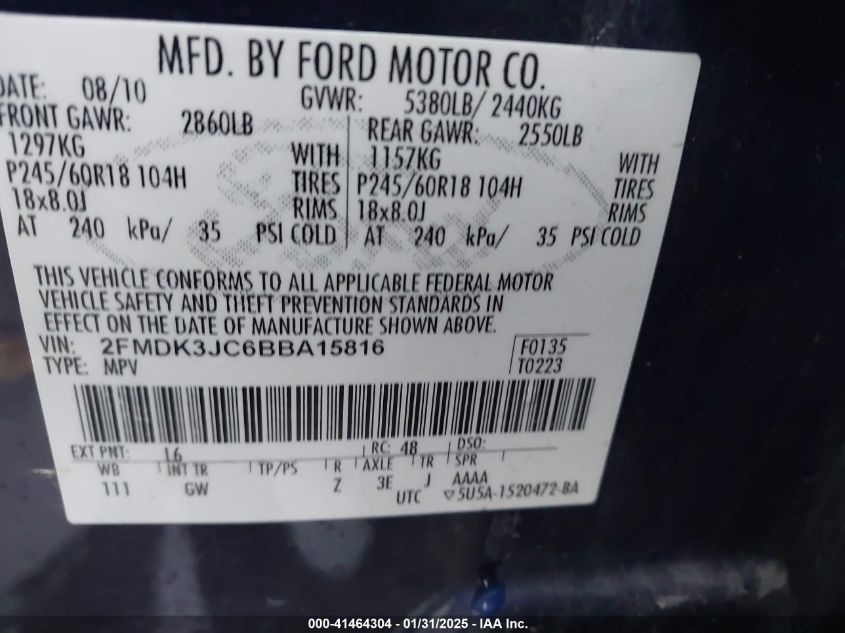 MFD. BY FORD MOTOR CO.
DATE: 08/10 GVWR: 5380LB/ 2440KG
FRONT GAWR: 2860LB REAR GAWR: 2550LB
1297KG WITH 1157KG WITH
P245/60R18 104H TIRES P245/60R18 104H TIRES
18x8.0J RIMS 18x8.0J RIMS
AT 240 kPa/ 35 PSI COLD AT 240 kPa/ 35 PSI COLD
THIS VEHICLE CONFORMS TO ALL APPLICABLE FEDERAL MOTOR
VEHICLE SAFETY AND THEFT PREVENTION STANDARDS IN
EFFECT ON THE DATE OF MANUFACTURE SHOWN ABOVE.
VIN: 2FMDK3JC6BBA15816 F0135
TYPE: MPV T0223
EXT PNT: L6 RC: 48 DSO:
WB INT TR TP/PS R AXLE TR SPR
111 GW Z 3E J AAAA
UTC ▽5U5A-1520472-BA
000-41464304 - 01/31/2025 - IAA Inc.